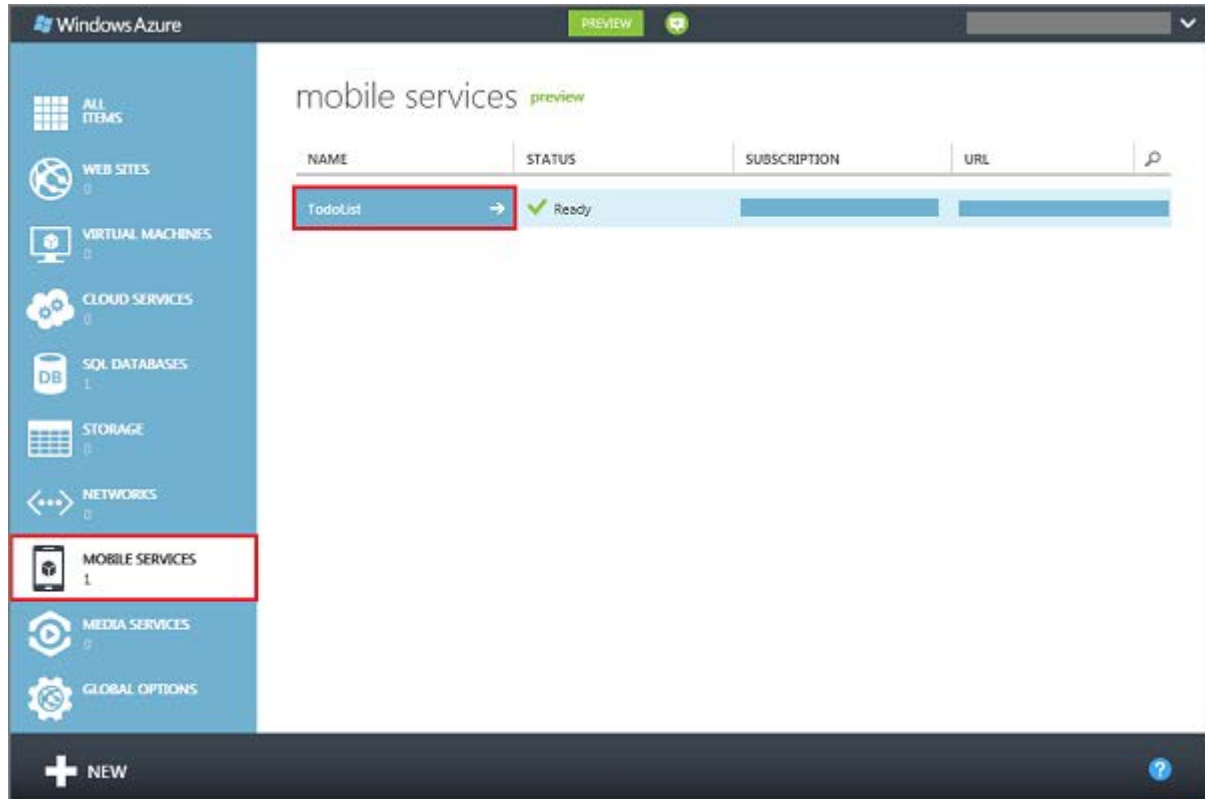 Windows Azure
PREVIEW
ALL
ITEMS
WEB SITES
0
VIRTUAL MACHINES
0
CLOUD SERVICES
0
SQL DATABASES
1
DB
STORAGE
0
NETWORKS
0
MOBILE SERVICES
1
MEDIA SERVICES
0
GLOBAL OPTIONS
mobile services preview
NAME STATUS SUBSCRIPTION URL
TodoList Ready
NEW
?